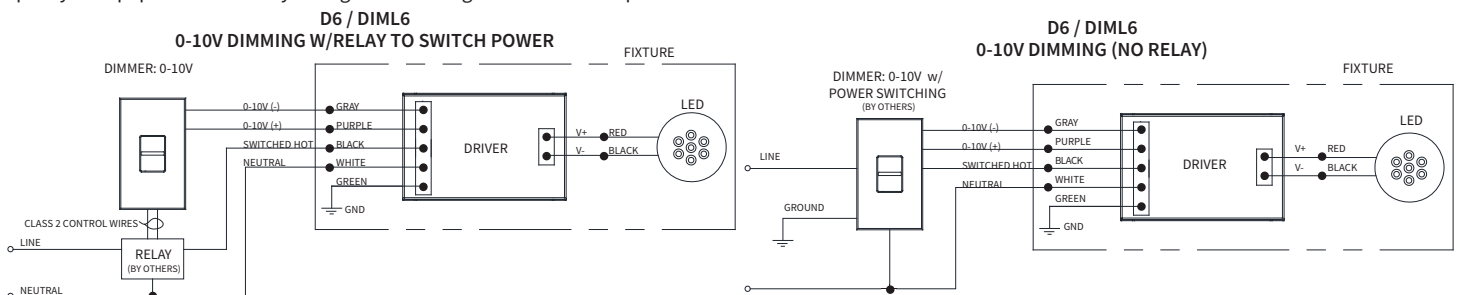 D6 / DIML6
0-10V DIMMING W/RELAY TO SWITCH POWER
FIXTURE
DIMMER: 0-10V
0-10V (-)
GRAY
0-10V (+)
PURPLE
SWITCHED HOT
BLACK
NEUTRAL
WHITE
GREEN
GND
DRIVER
LED
V+
RED
V-
BLACK
CLASS 2 CONTROL WIRES
LINE
RELAY
(BY OTHERS)
NEUTRAL
D6 / DIML6
0-10V DIMMING (NO RELAY)
FIXTURE
DIMMER: 0-10V w/
POWER SWITCHING
(BY OTHERS)
LINE
GROUND
0-10V (-)
GRAY
0-10V (+)
PURPLE
SWITCHED HOT
BLACK
NEUTRAL
WHITE
GREEN
GND
DRIVER
LED
V+
RED
V-
BLACK